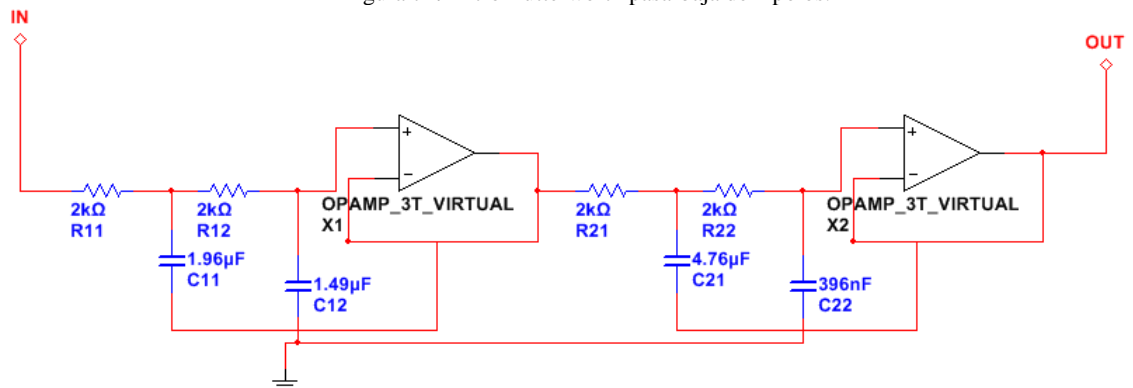 IN
OUT
2kΩ
R11
2kΩ
R12
1.96µF
C11
1.49µF
C12
+
−
OPAMP_3T_VIRTUAL
X1
2kΩ
R21
2kΩ
R22
4.76µF
C21
396nF
C22
+
−
OPAMP_3T_VIRTUAL
X2